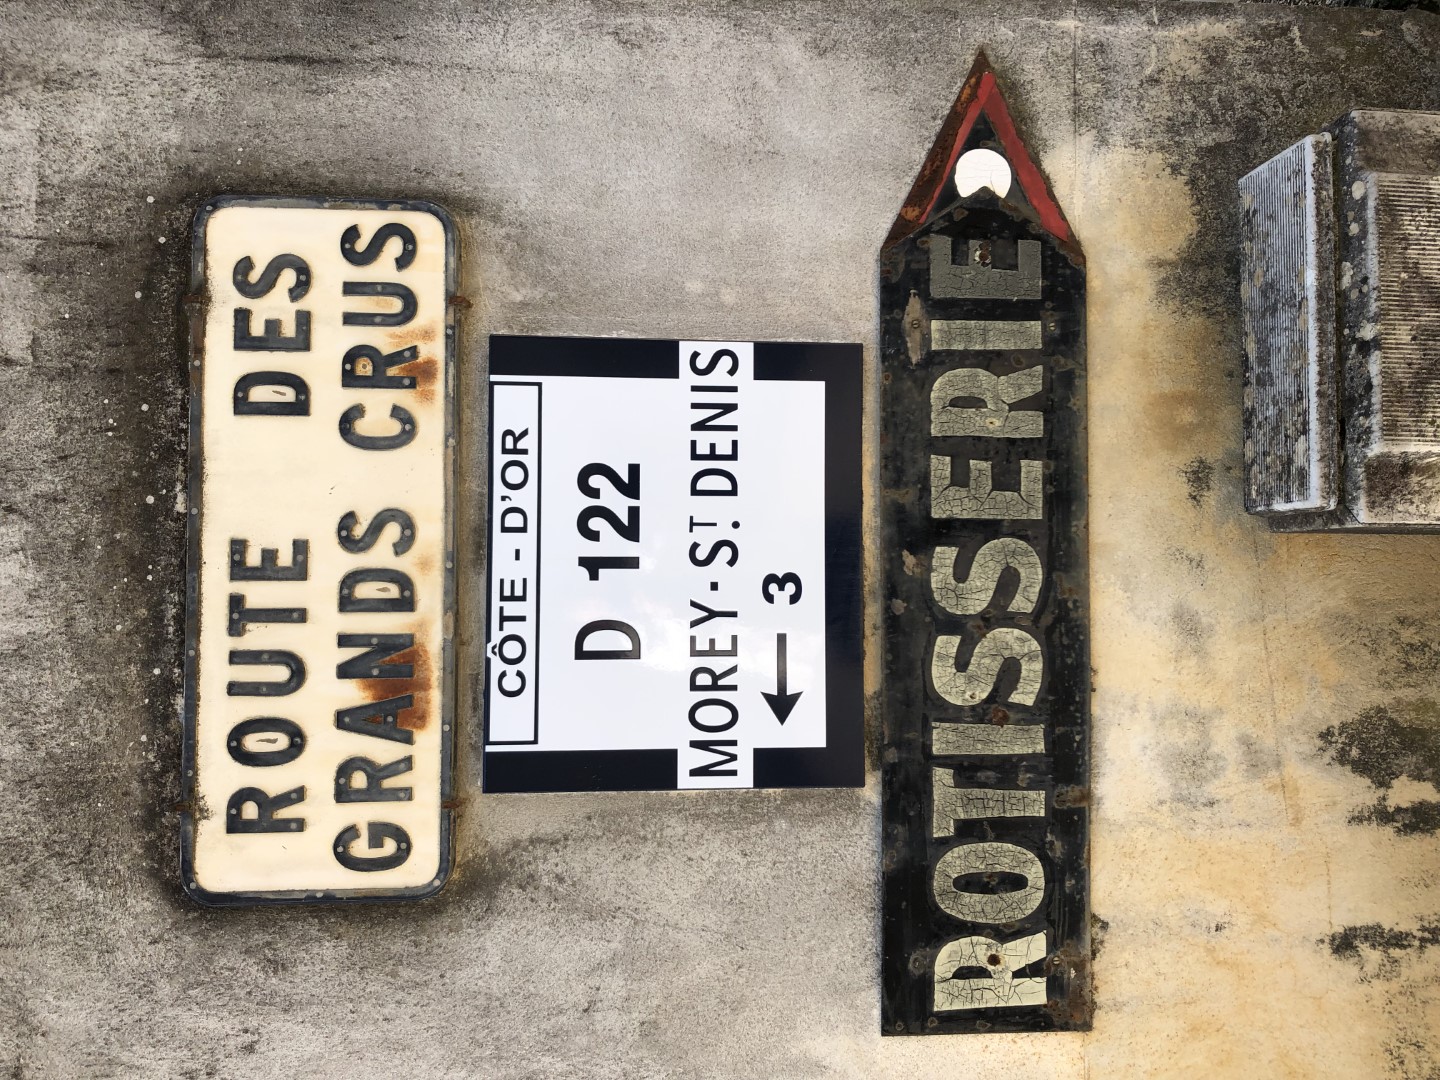 ROUTE DES
GRANDS CRUS
CÔTE - D'OR
D 122
MOREY - ST. DENIS
← 3
ROTISSERIE